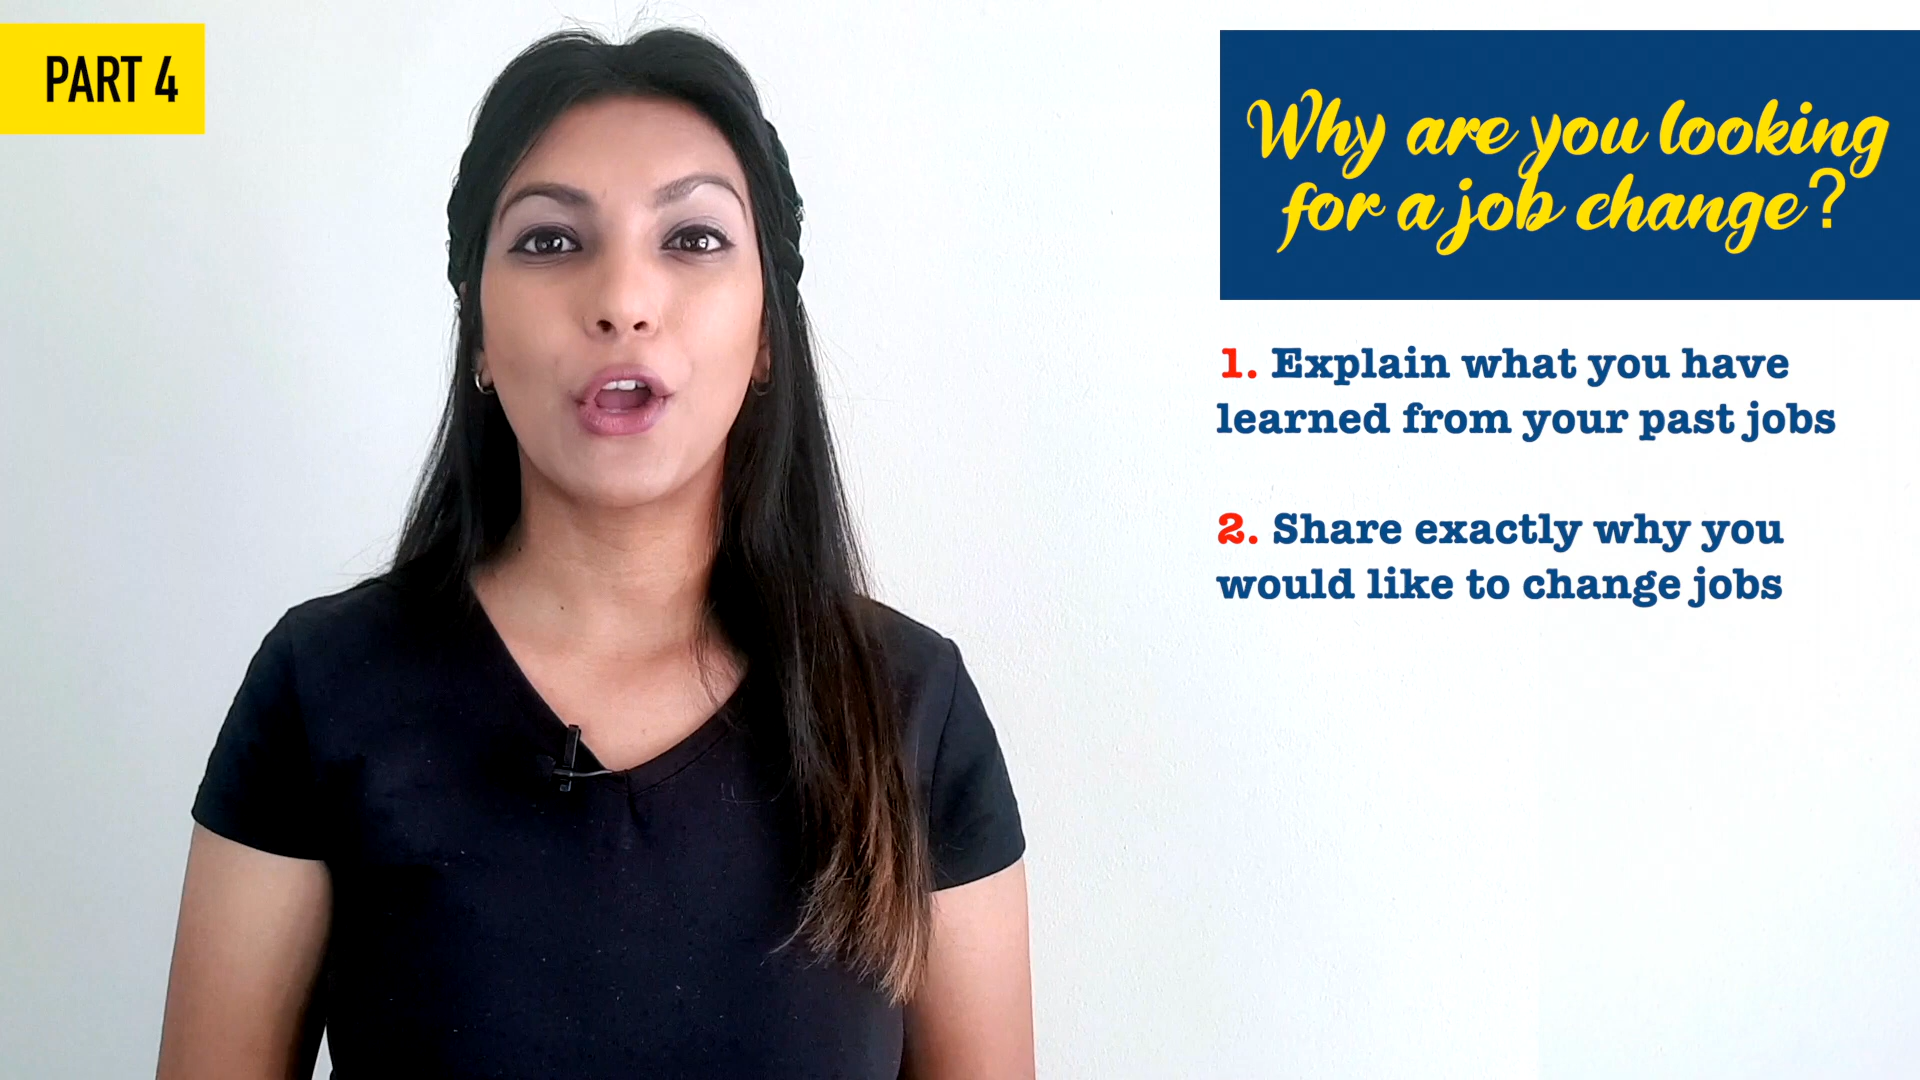 PART 4
Why are you looking
for a job change?
1. Explain what you have
learned from your past jobs
2. Share exactly why you
would like to change jobs